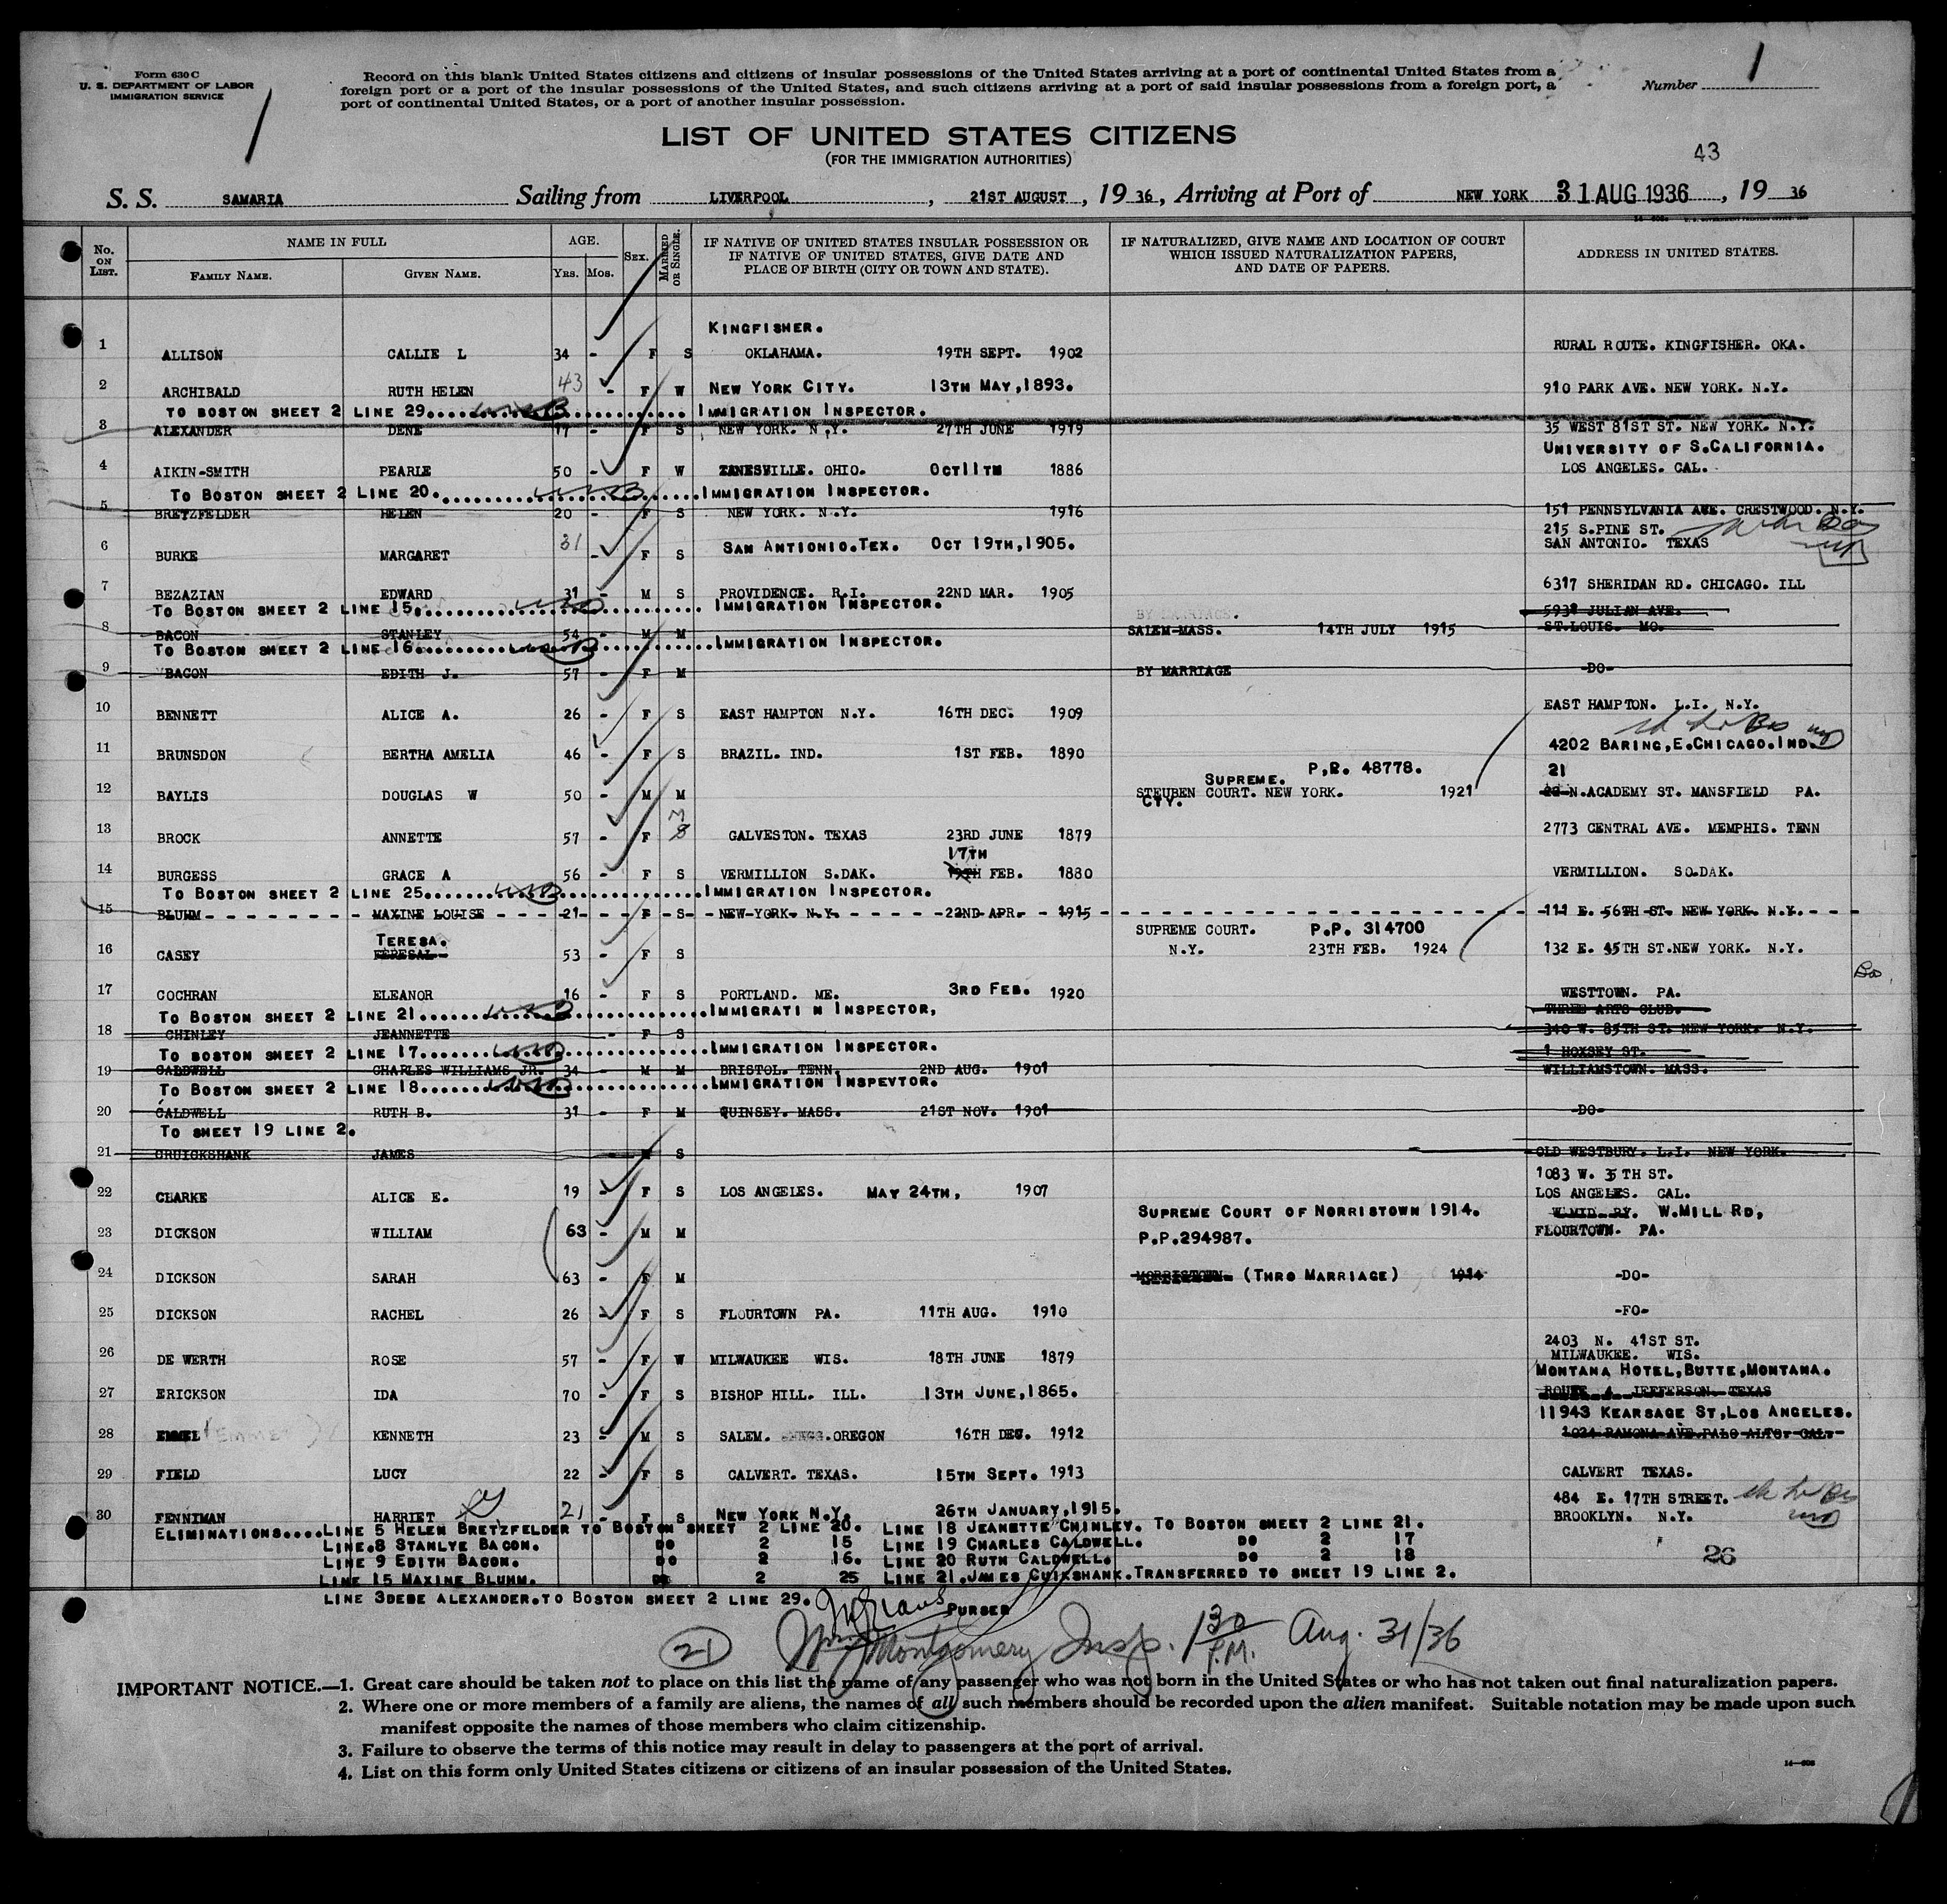 Form 630 C
U. S. DEPARTMENT OF LABOR
IMMIGRATION SERVICE
1
Record on this blank United States citizens and citizens of insular possessions of the United States arriving at a port of continental United States from a
foreign port or a port of the insular possessions of the United States, and such citizens arriving at a port of said insular possessions from a foreign port, a
port of continental United States, or a port of another insular possession.
Number 1
LIST OF UNITED STATES CITIZENS
(FOR THE IMMIGRATION AUTHORITIES)
43
S. S. SAMARIA Sailing from LIVERPOOL, 21ST AUGUST, 19 36, Arriving at Port of NEW YORK 31 AUG 1936, 19 36
No. ON LIST. NAME IN FULL AGE. SEX. MARRIED OR SINGLE. IF NATIVE OF UNITED STATES INSULAR POSSESSION OR IF NATIVE OF UNITED STATES, GIVE DATE AND PLACE OF BIRTH (CITY OR TOWN AND STATE). IF NATURALIZED, GIVE NAME AND LOCATION OF COURT WHICH ISSUED NATURALIZATION PAPERS, AND DATE OF PAPERS. ADDRESS IN UNITED STATES.
FAMILY NAME. GIVEN NAME. YRS. MOS.
KINGFISHER.
1 ALLISON CALLIE L 34 - F S OKLAHOMA. 19TH SEPT. 1902 RURAL ROUTE. KINGFISHER. OKA.
2 ARCHIBALD RUTH HELEN 43 - F W NEW YORK CITY. 13TH MAY,1893. 910 PARK AVE. NEW YORK. N.Y.
TO BOSTON SHEET 2 LINE 29. IMMIGRATION INSPECTOR.
3 ALEXANDER DENE 17 - F S NEW YORK. N.Y. 27TH JUNE 1919 35 WEST 81ST ST. NEW YORK. N.Y.
UNIVERSITY OF S.CALIFORNIA.
4 AIKIN-SMITH PEARLE 50 - F W ZANESVILLE. OHIO. OCT11TH 1886 LOS ANGELES. CAL.
TO BOSTON SHEET 2 LINE 20. IMMIGRATION INSPECTOR.
5 BRETZFELDER HELEN 20 - F S NEW YORK. N.Y. 1916 151 PENNSYLVANIA AVE. CRESTWOOD. N.Y.
215 S.PINE ST.
6 BURKE MARGARET 31 - F S SAN ANTIONIO.TEX. OCT 19TH,1905. SAN ANTONIO. TEXAS
7 BEZAZIAN EDWARD 31 - M S PROVIDENCE. R.I. 22ND MAR. 1905 6317 SHERIDAN RD. CHICAGO. ILL
TO BOSTON SHEET 2 LINE 15. IMMIGRATION INSPECTOR. BY MARRIAGE. 5938 JULIAN AVE.
8 BACON STANLEY 54 - M M SALEM-MASS. 14TH JULY 1915 ST.LOUIS. MO.
TO BOSTON SHEET 2 LINE 16. IMMIGRATION INSPECTOR.
9 BACON EDITH J. 57 - F M BY MARRIAGE -DO-
10 BENNETT ALICE A. 26 - F S EAST HAMPTON N.Y. 16TH DEC. 1909 EAST HAMPTON. L.I. N.Y.
11 BRUNSDON BERTHA AMELIA 46 - F S BRAZIL. IND. 1ST FEB. 1890 4202 BARING,E.CHICAGO.IND.
SUPREME. P.R. 48778. 21
12 BAYLIS DOUGLAS W 50 - M M STEUBEN COURT. NEW YORK. 1921 N.ACADEMY ST. MANSFIELD PA.
CTY.
M
13 BROCK ANNETTE 57 - F S GALVESTON. TEXAS 23RD JUNE 1879 2773 CENTRAL AVE. MEMPHIS. TENN
17TH
14 BURGESS GRACE A 56 - F S VERMILLION S.DAK. FEB. 1880 VERMILLION. SO.DAK.
TO BOSTON SHEET 2 LINE 25. IMMIGRATION INSPECTOR.
15 BLUHM MAXINE LOUISE 21 - F S NEW-YORK- N.Y. 22ND-APR. 1915 111 E. 56TH ST. NEW YORK. N.Y.
TERESA. SUPREME COURT. P.P. 314700
16 CASEY TERESAL 53 - F S N.Y. 23TH FEB. 1924 132 E. 45TH ST.NEW YORK. N.Y.
17 COCHRAN ELEANOR 16 - F S PORTLAND. ME. 3RD FEB. 1920 WESTTOWN. PA.
TO BOSTON SHEET 2 LINE 21. IMMIGRATI N INSPECTOR, THREE ARTS CLUB.
18 CHINLEY JEANNETTE - F S 340 W. 85TH ST. NEW YORK. N.Y.
TO BOSTON SHEET 2 LINE 17. IMMIGRATION INSPECTOR. 1 HOXSEY ST.
19 CALDWELL CHARLES WILLIAMS JR. 34 - M M BRISTOL. TENN. 2ND AUG. 1901 WILLIAMSTOWN. MASS.
TO BOSTON SHEET 2 LINE 18. IMMIGRATION INSPEVTOR.
20 CALDWELL RUTH B. 31 - F M QUINSEY. MASS. 21ST NOV. 1901 -DO-
TO SHEET 19 LINE 2.
21 CRUICKSHANK JAMES - M S OLD WESTBURY. L.I. NEW YORK.
1083 W. 35TH ST.
22 CLARKE ALICE E. 19 - F S LOS ANGELES. MAY 24TH, 1907 LOS ANGELES. CAL.
SUPREME COURT OF NORRISTOWN 1914. W.MID RY. W.MILL RD,
23 DICKSON WILLIAM 63 - M M P.P.294987. FLOURTOWN. PA.
24 DICKSON SARAH 63 - F M NORRISTOWN (THRO MARRIAGE) 1914 -DO-
25 DICKSON RACHEL 26 - F S FLOURTOWN PA. 11TH AUG. 1910 -FO-
2403 N. 41ST ST.
26 DE WERTH ROSE 57 - F W MILWAUKEE WIS. 18TH JUNE 1879 MILWAUKEE. WIS.
MONTANA HOTEL,BUTTE,MONTANA.
27 ERICKSON IDA 70 - F S BISHOP HILL. ILL. 13TH JUNE,1865. ROUTE 4 JEFFERSON TEXAS
11943 KEARSAGE ST,LOS ANGELES.
28 EMMEL KENNETH 23 - M S SALEM. OREGON 16TH DEC. 1912 1024 RAMONA AVE.PALO ALTO. CAL.
29 FIELD LUCY 22 - F S CALVERT. TEXAS. 15TH SEPT. 1913 CALVERT TEXAS.
484 E. 17TH STREET.
30 FENNIMAN HARRIET 21 - F S NEW YORK N.Y. 26TH JANUARY,1915. BROOKLYN. N.Y.
ELIMINATIONS....LINE 5 HELEN BRETZFELDER TO BOSTON SHEET 2 LINE 20. LINE 18 JEANETTE CHINLEY. TO BOSTON SHEET 2 LINE 21.
LINE.8 STANLYE BACON. DO 2 15 LINE 19 CHARLES CALDWELL. DO 2 17
LINE 9 EDITH BACON. DO 2 16. LINE 20 RUTH CALDWELL. DO 2 18
26
LINE 15 MAXINE BLUHM. DO 2 25 LINE 21.JAMES CUIKSHANK.TRANSFERRED TO SHEET 19 LINE 2.
LINE 3DEDE ALEXANDER.TO BOSTON SHEET 2 LINE 29. PURSER
21 Montgomery Insp. 1 30 P.M. Aug. 31/36
IMPORTANT NOTICE.—1. Great care should be taken not to place on this list the name of any passenger who was not born in the United States or who has not taken out final naturalization papers.
2. Where one or more members of a family are aliens, the names of all such members should be recorded upon the alien manifest. Suitable notation may be made upon such
manifest opposite the names of those members who claim citizenship.
3. Failure to observe the terms of this notice may result in delay to passengers at the port of arrival.
4. List on this form only United States citizens or citizens of an insular possession of the United States.